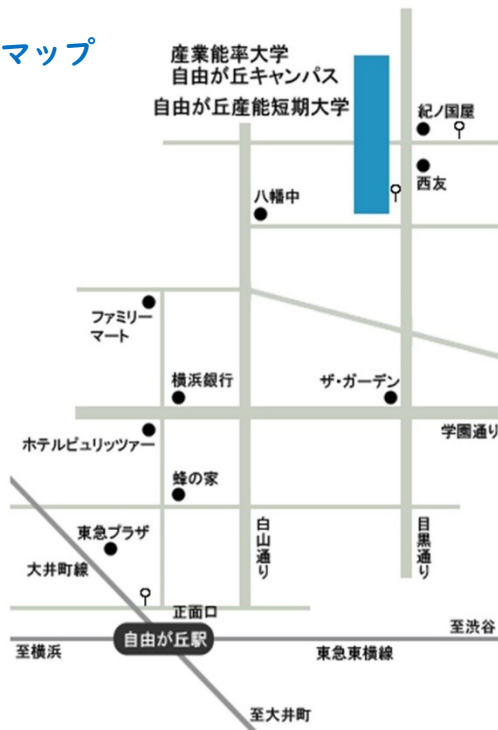 マップ
産業能率大学
自由が丘キャンパス
自由が丘産能短期大学
紀ノ国屋
西友
八幡中
ファミリー
マート
横浜銀行
ザ・ガーデン
学園通り
ホテルピュリッツァー
蜂の家
東急プラザ
白山通り
目黒通り
大井町線
正面口
自由が丘駅
至渋谷
至横浜
東急東横線
至大井町